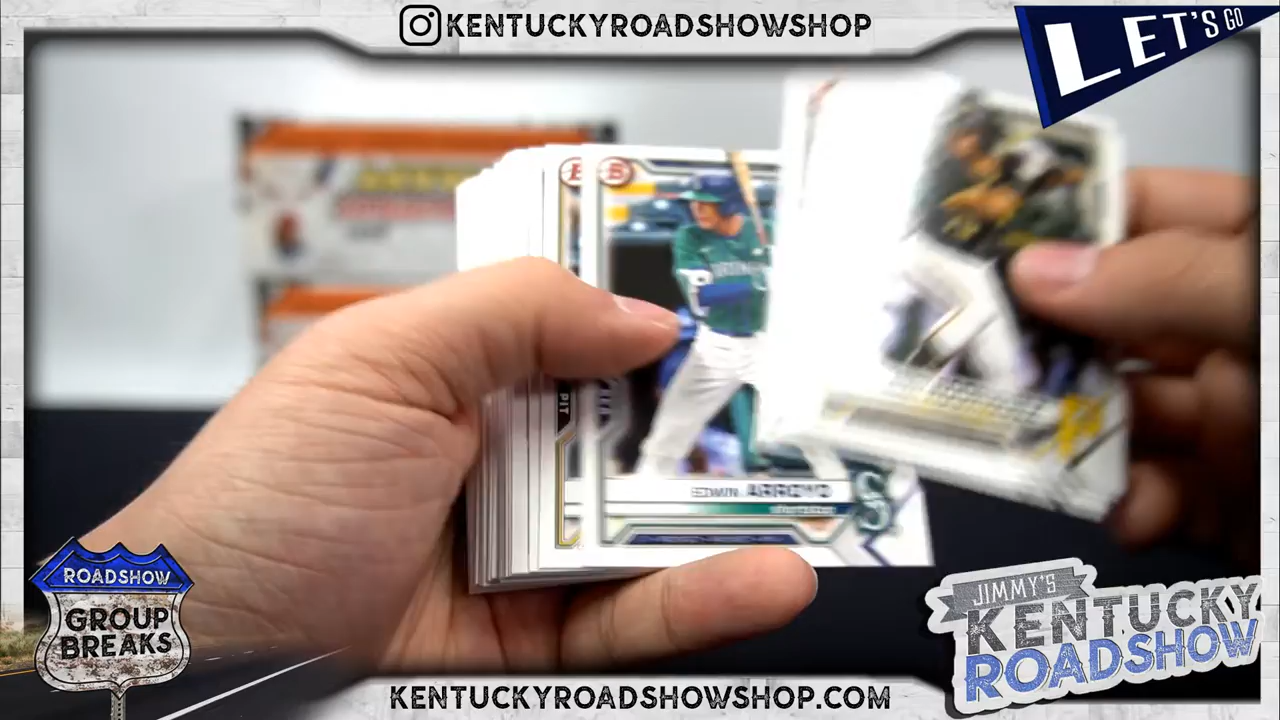 KENTUCKYROADSHOWSHOP
LET'S GO
B
PIT
EDWIN ARROYO
S
ROADSHOW
GROUP
BREAKS
JIMMY'S
KENTUCKY
ROADSHOW
KENTUCKYROADSHOWSHOP.COM